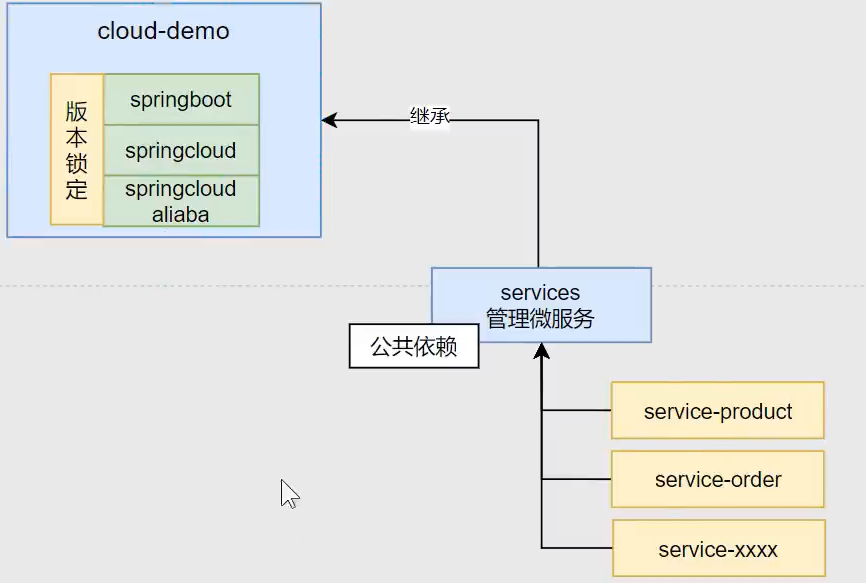 cloud-demo
版本锁定
springboot
springcloud
springcloud
aliaba
继承
services
管理微服务
公共依赖
service-product
service-order
service-xxxx